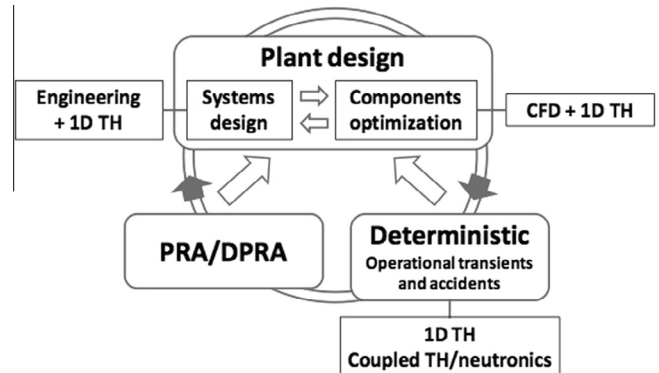 Plant design
Engineering
+ 1D TH
Systems
design
Components
optimization
CFD + 1D TH
PRA/DPRA
Deterministic
Operational transients
and accidents
1D TH
Coupled TH/neutronics